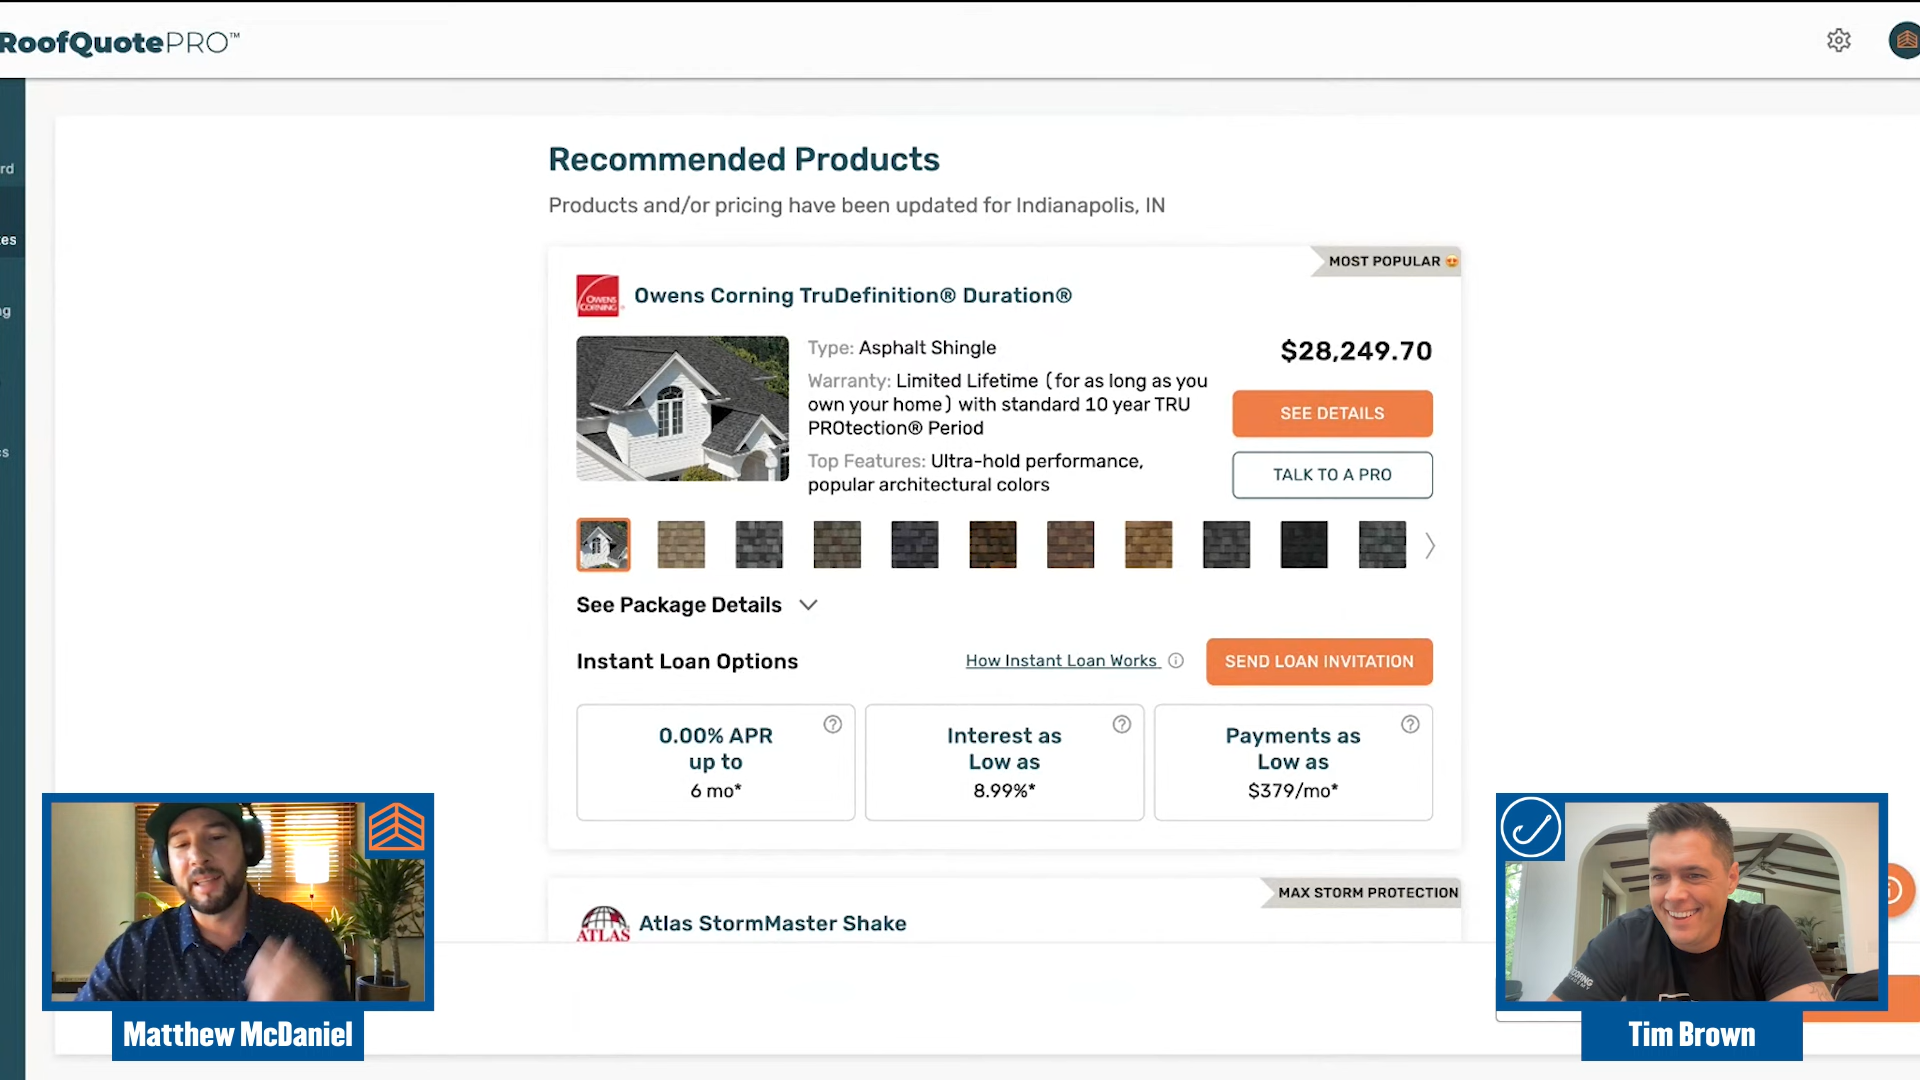 RoofQuotePRO™
rd
es
g
s
Recommended Products
Products and/or pricing have been updated for Indianapolis, IN
MOST POPULAR 😍
OWENS
CORNING
Owens Corning TruDefinition® Duration®
Type: Asphalt Shingle
Warranty: Limited Lifetime (for as long as you
own your home) with standard 10 year TRU
PROtection® Period
Top Features: Ultra-hold performance,
popular architectural colors
$28,249.70
SEE DETAILS
TALK TO A PRO
See Package Details
Instant Loan Options
How Instant Loan Works
SEND LOAN INVITATION
0.00% APR
up to
6 mo*
Interest as
Low as
8.99%*
Payments as
Low as
$379/mo*
MAX STORM PROTECTION
ATLAS
Atlas StormMaster Shake
Matthew McDaniel
Tim Brown